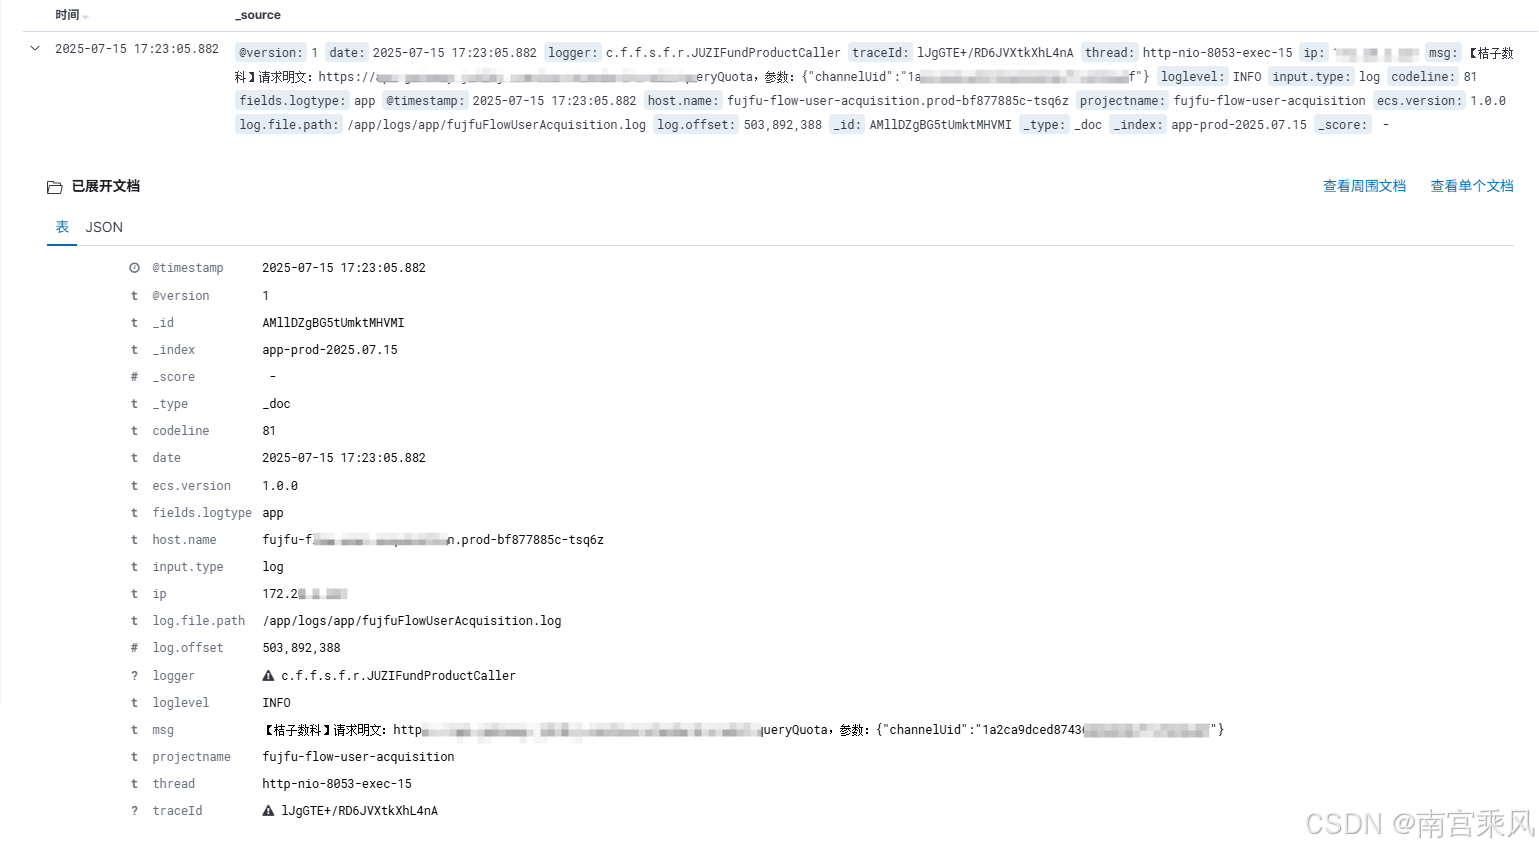 时间 _source
2025-07-15 17:23:05.882 @version: 1 date: 2025-07-15 17:23:05.882 logger: c.f.f.s.f.r.JUZIFundProductCaller traceId: lJgGTE+/RD6JVXtkXhL4nA thread: http-nio-8053-exec-15 ip: msg: 【桔子数
科】请求明文：https:// eryQuota，参数：{"channelUid":"1a f"} loglevel: INFO input.type: log codeline: 81
fields.logtype: app @timestamp: 2025-07-15 17:23:05.882 host.name: fujfu-flow-user-acquisition.prod-bf877885c-tsq6z projectname: fujfu-flow-user-acquisition ecs.version: 1.0.0
log.file.path: /app/logs/app/fujfuFlowUserAcquisition.log log.offset: 503,892,388 _id: AMllDZgBG5tUmktMHVMI _type: _doc _index: app-prod-2025.07.15 _score: -
已展开文档 查看周围文档 查看单个文档
表 JSON
@timestamp 2025-07-15 17:23:05.882
t @version 1
t _id AMllDZgBG5tUmktMHVMI
t _index app-prod-2025.07.15
# _score -
t _type _doc
t codeline 81
t date 2025-07-15 17:23:05.882
t ecs.version 1.0.0
t fields.logtype app
t host.name fujfu-f n.prod-bf877885c-tsq6z
t input.type log
t ip 172.2
t log.file.path /app/logs/app/fujfuFlowUserAcquisition.log
# log.offset 503,892,388
? logger c.f.f.s.f.r.JUZIFundProductCaller
t loglevel INFO
t msg 【桔子数科】请求明文：http queryQuota，参数：{"channelUid":"1a2ca9dced8743 "}
t projectname fujfu-flow-user-acquisition
t thread http-nio-8053-exec-15
? traceId lJgGTE+/RD6JVXtkXhL4nA
CSDN @南宫乘风